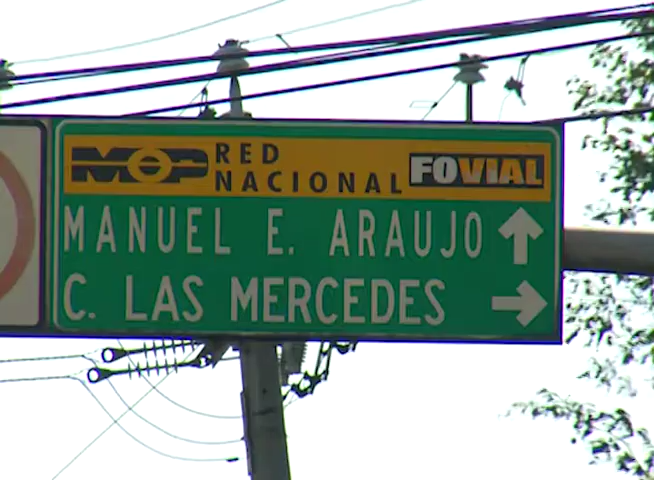 MOP RED NACIONAL FOVIAL
MANUEL E. ARAUJO
C. LAS MERCEDES